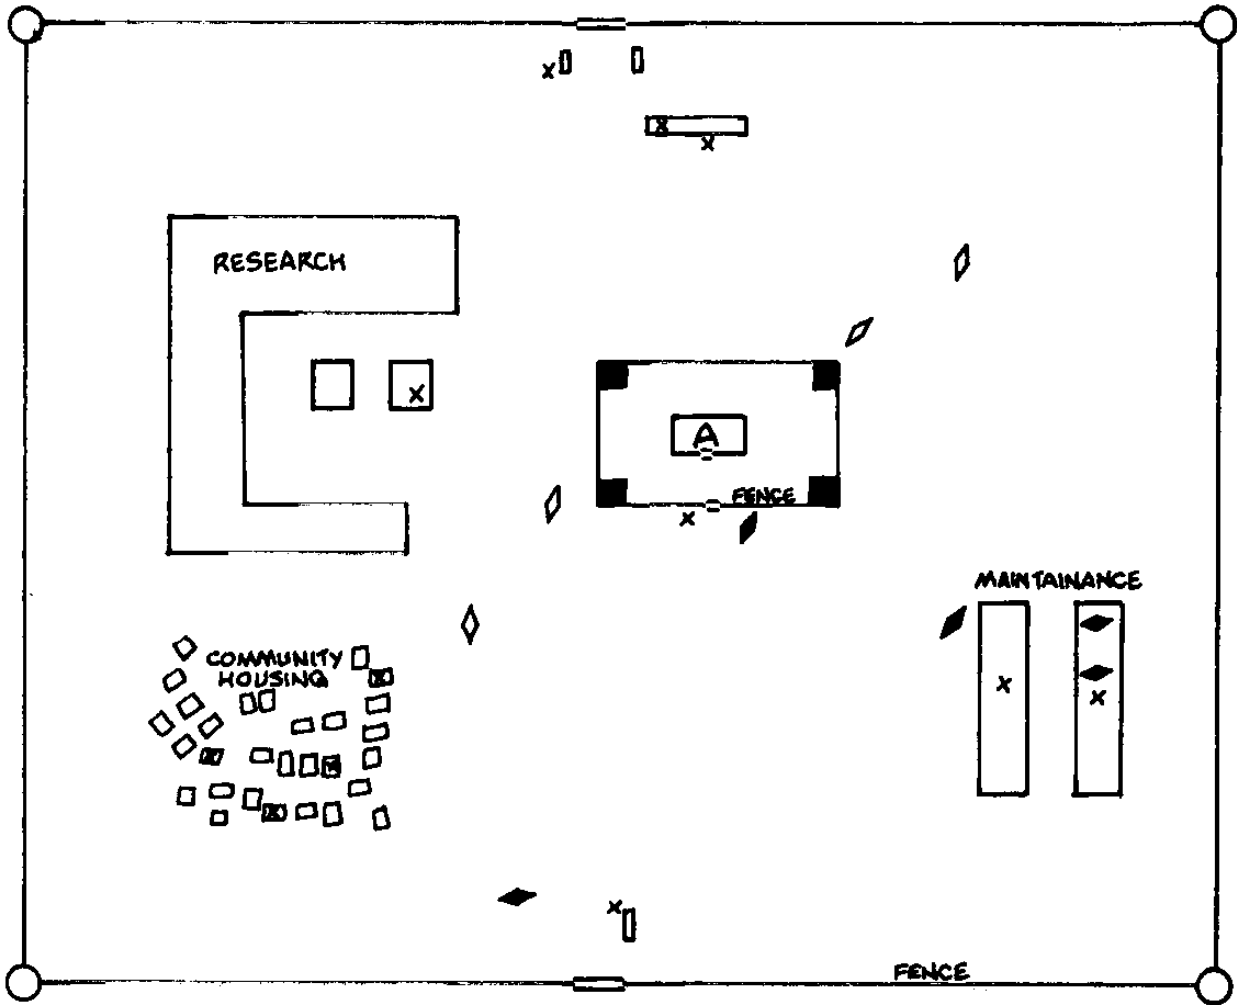 RESEARCH
A
FENCE
MAINTAINANCE
COMMUNITY
HOUSING
FENCE